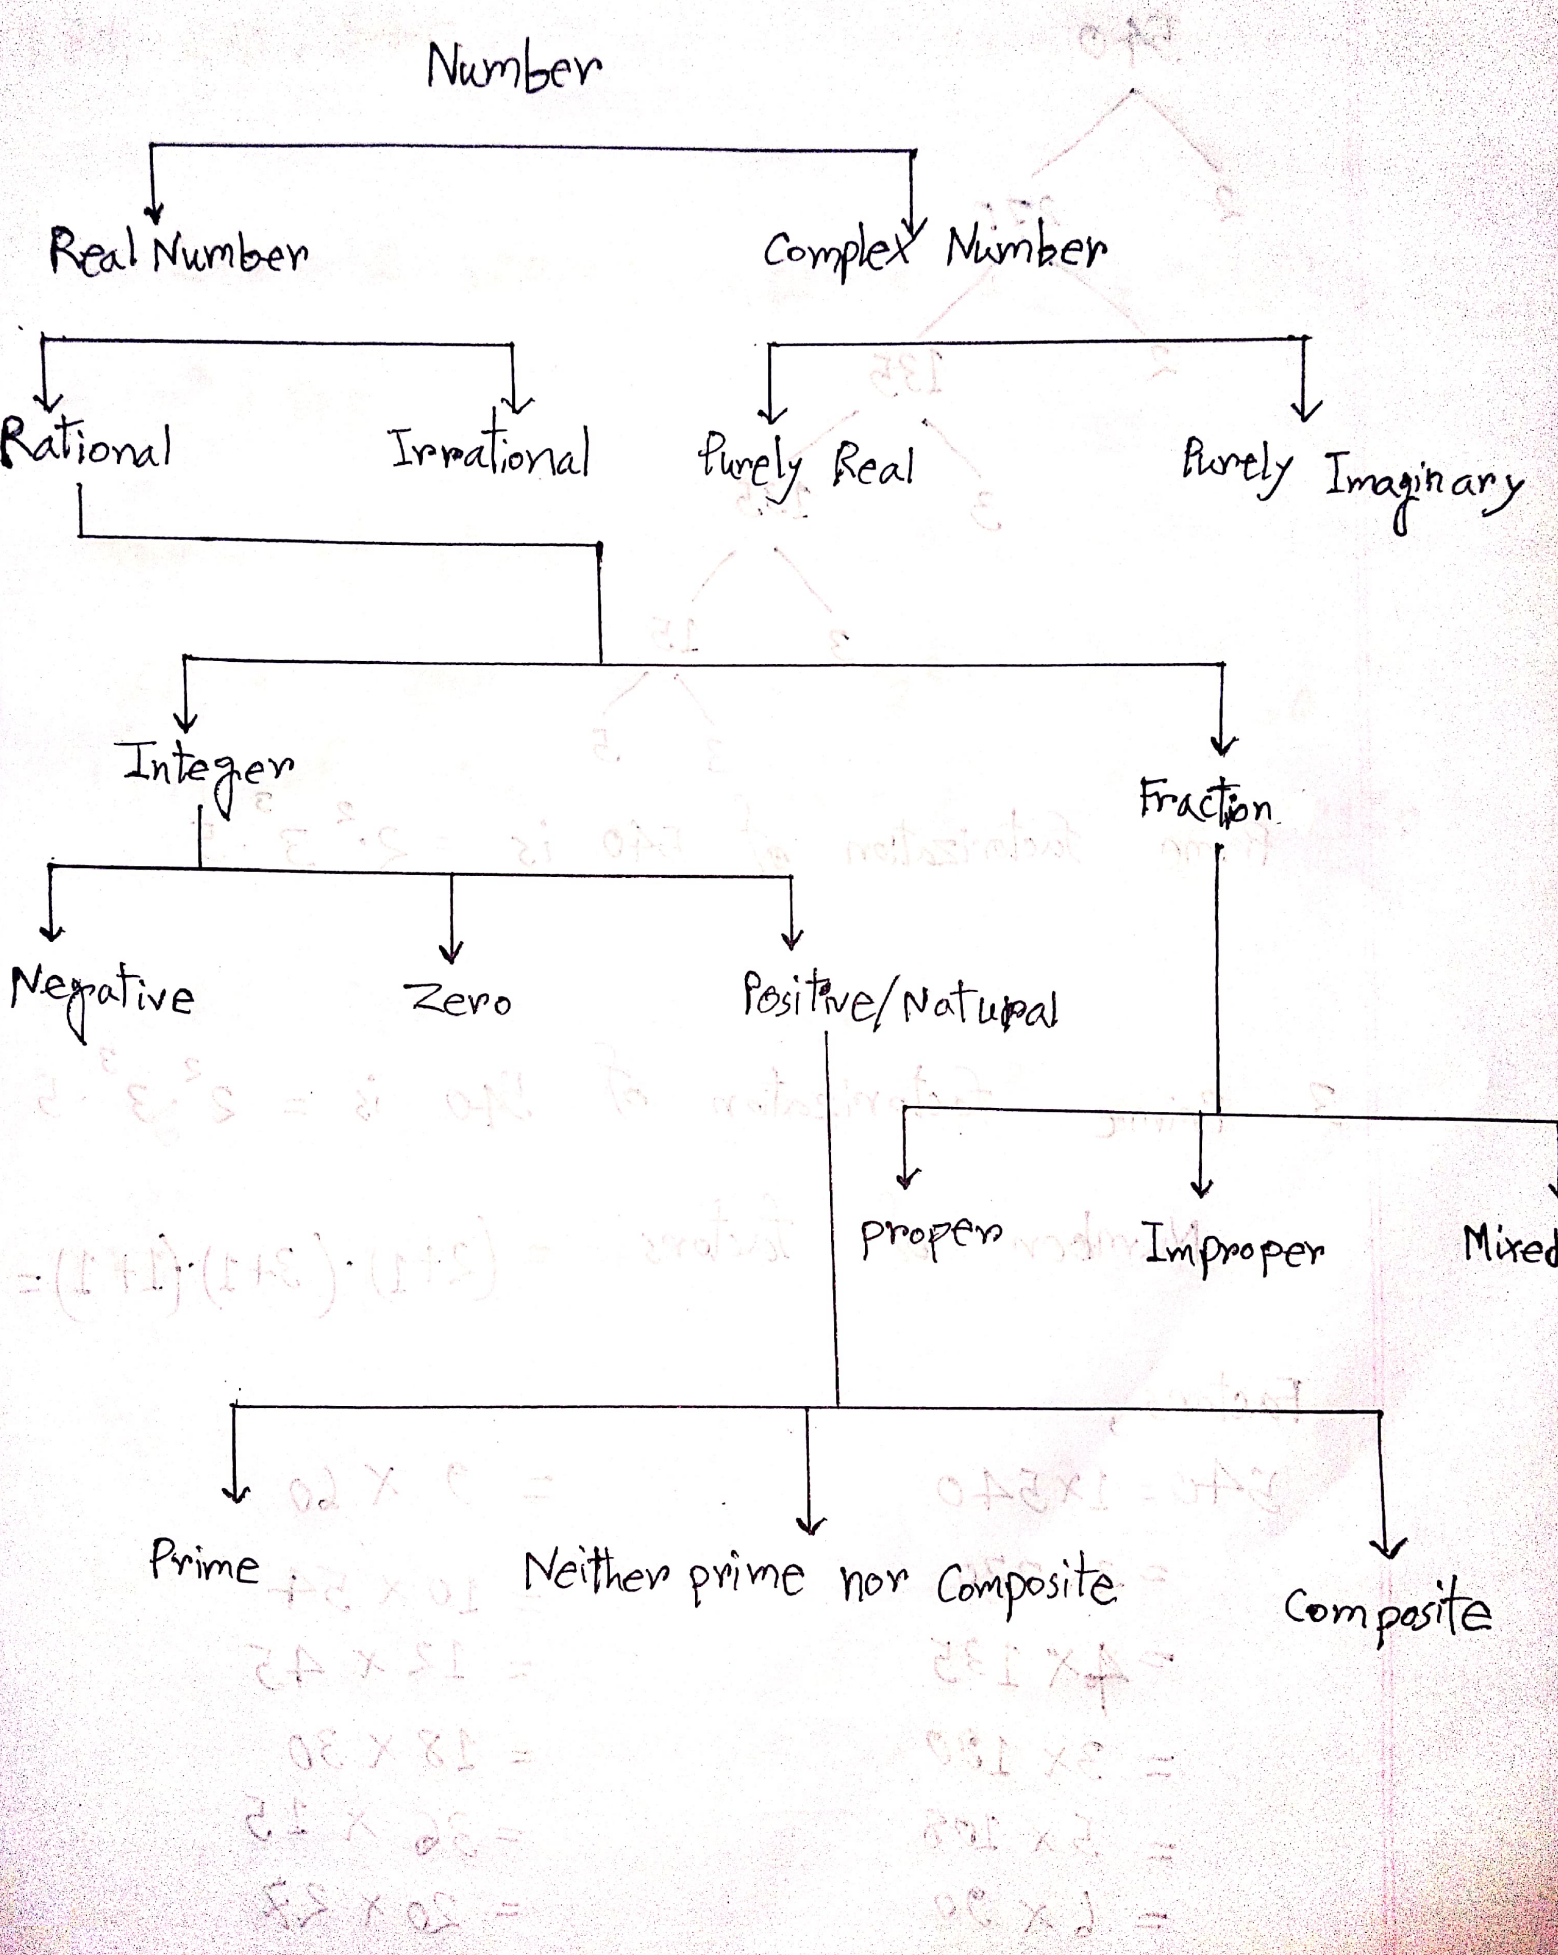 Number
Real Number Complex Number
Rational Irrational Purely Real Purely Imaginary
Integer Fraction
Negative Zero Positive/Natural
proper Improper Mixed
Prime Neither prime nor Composite Composite